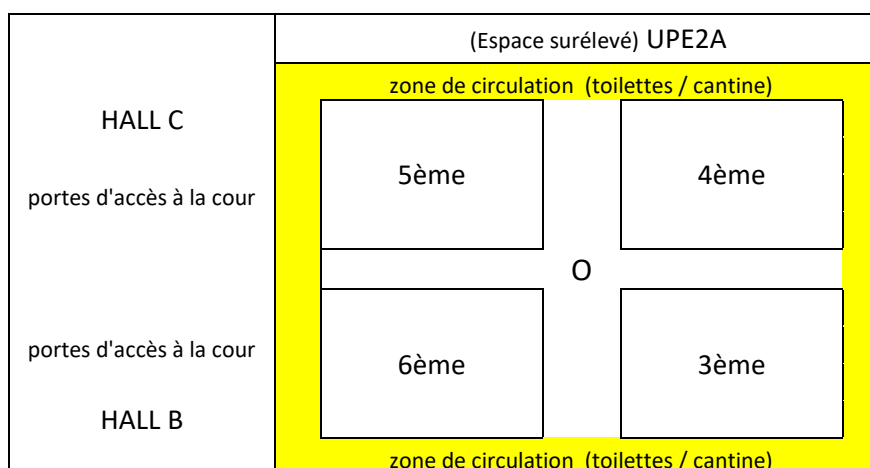 (Espace surélevé) UPE2A
zone de circulation (toilettes / cantine)
HALL C
portes d'accès à la cour
5ème
4ème
O
portes d'accès à la cour
HALL B
6ème
3ème
zone de circulation (toilettes / cantine)